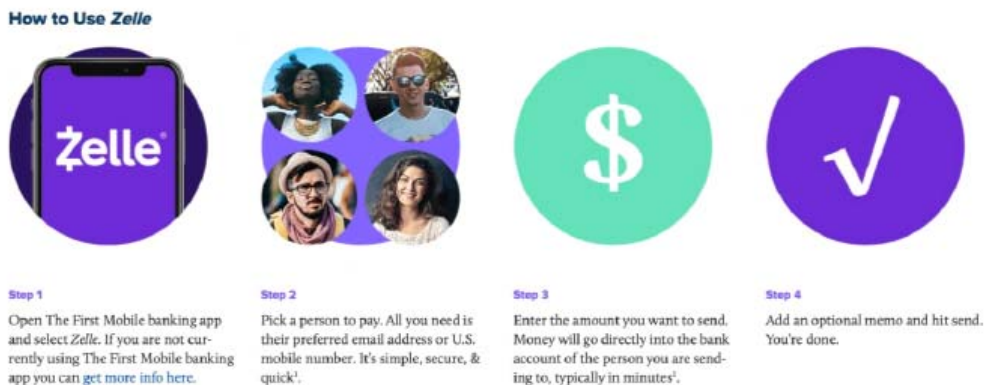 How to Use Zelle
Zelle®
$
√
Step 1
Open The First Mobile banking app
and select Zelle. If you are not cur-
rently using The First Mobile banking
app you can get more info here.
Step 2
Pick a person to pay. All you need is
their preferred email address or U.S.
mobile number. It's simple, secure, &
quick¹.
Step 3
Enter the amount you want to send.
Money will go directly into the bank
account of the person you are send-
ing to, typically in minutes¹.
Step 4
Add an optional memo and hit send.
You're done.